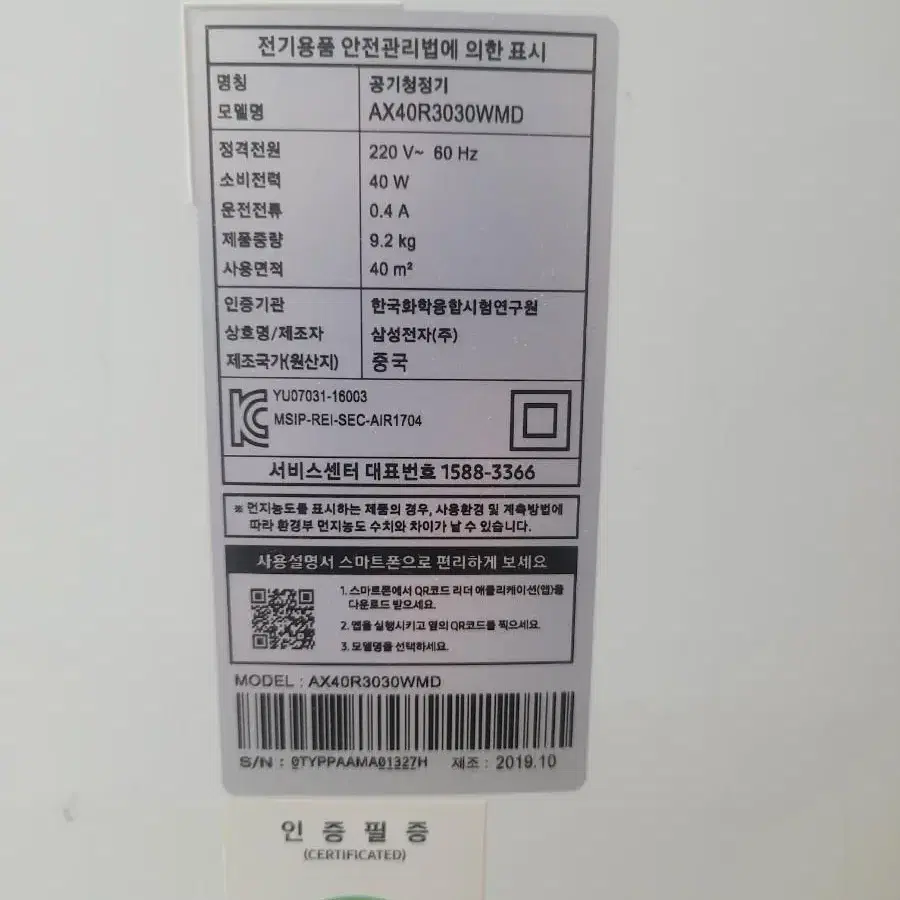 전기용품 안전관리법에 의한 표시
명칭 공기청정기
모델명 AX40R3030WMD
정격전원 220 V~ 60 Hz
소비전력 40 W
운전전류 0.4 A
제품중량 9.2 kg
사용면적 40 m²
인증기관 한국화학융합시험연구원
상호명/제조자 삼성전자(주)
제조국가(원산지) 중국
YU07031-16003
MSIP-REI-SEC-AIR1704
서비스센터 대표번호 1588-3366
※ 먼지농도를 표시하는 제품의 경우, 사용환경 및 계측방법에
따라 환경부 먼지농도 수치와 차이가 날 수 있습니다.
사용설명서 스마트폰으로 편리하게 보세요
1. 스마트폰에서 QR코드 리더 애플리케이션(앱)을
다운로드 받으세요.
2. 앱을 실행시키고 옆의 QR코드를 찍으세요.
3. 모델명을 선택하세요.
MODEL : AX40R3030WMD
S/N : 0TYPPAAMA01327H 제조 : 2019.10
인 증 필 증
(CERTIFICATED)